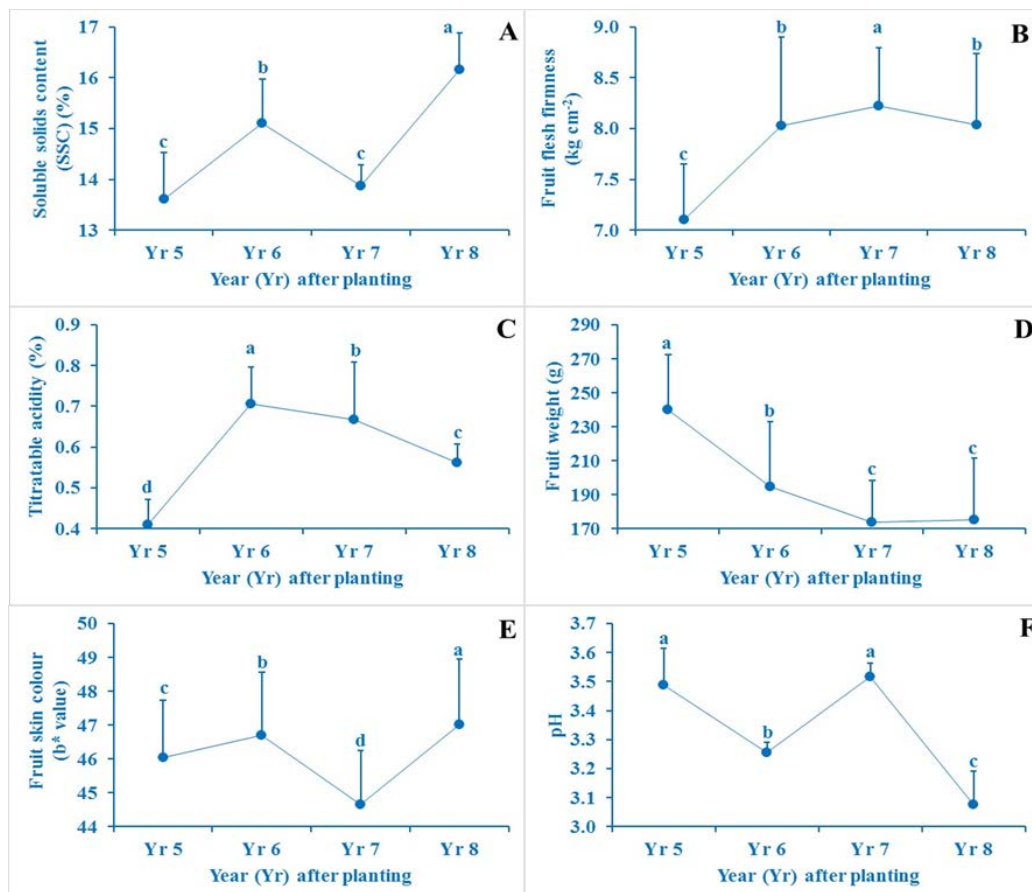 A
Soluble solids content
(SSC) (%)
17
16
15
14
13
c
b
c
a
Yr 5 Yr 6 Yr 7 Yr 8
Year (Yr) after planting
B
Fruit flesh firmness
(kg cm-2)
9.0
8.5
8.0
7.5
7.0
c
b
a
b
Yr 5 Yr 6 Yr 7 Yr 8
Year (Yr) after planting
C
Titratable acidity (%)
0.9
0.8
0.7
0.6
0.5
0.4
d
a
b
c
Yr 5 Yr 6 Yr 7 Yr 8
Year (Yr) after planting
D
Fruit weight (g)
290
270
250
230
210
190
170
a
b
c
c
Yr 5 Yr 6 Yr 7 Yr 8
Year (Yr) after planting
E
Fruit skin colour
(b* value)
50
49
48
47
46
45
44
c
b
d
a
Yr 5 Yr 6 Yr 7 Yr 8
Year (Yr) after planting
F
pH
3.7
3.6
3.5
3.4
3.3
3.2
3.1
3.0
a
b
a
c
Yr 5 Yr 6 Yr 7 Yr 8
Year (Yr) after planting